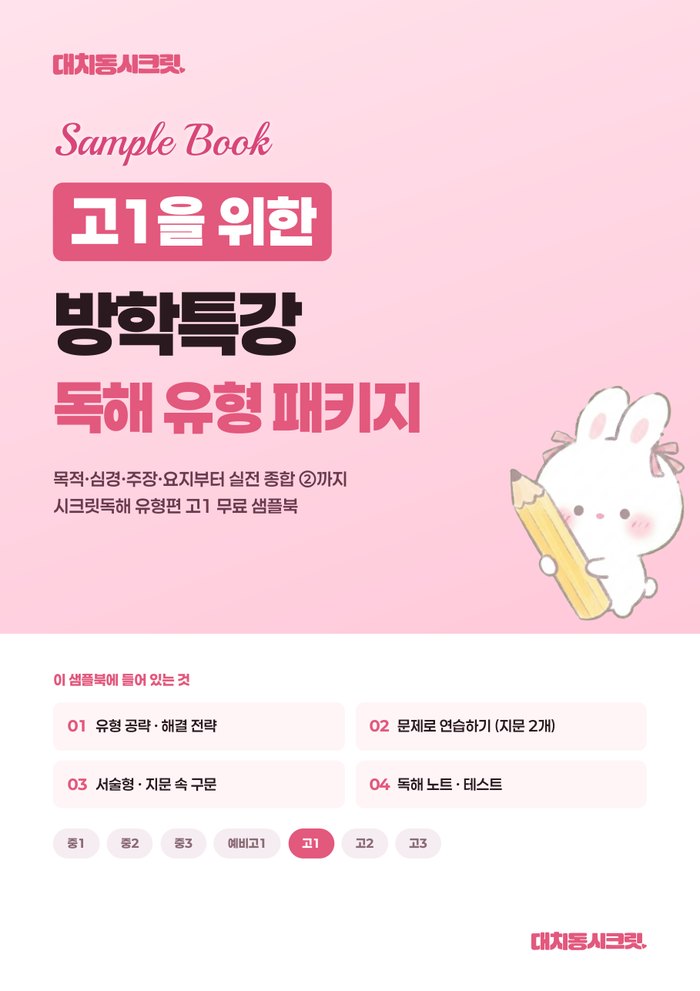 대치동시크릿.
Sample Book
고1을 위한
방학특강
독해 유형 패키지
목적·심경·주장·요지부터 실전 종합 ②까지
시크릿독해 유형편 고1 무료 샘플북
이 샘플북에 들어 있는 것
01 유형 공략 · 해결 전략
02 문제로 연습하기 (지문 2개)
03 서술형 · 지문 속 구문
04 독해 노트 · 테스트
중1 중2 중3 예비고1 고1 고2 고3
대치동시크릿.